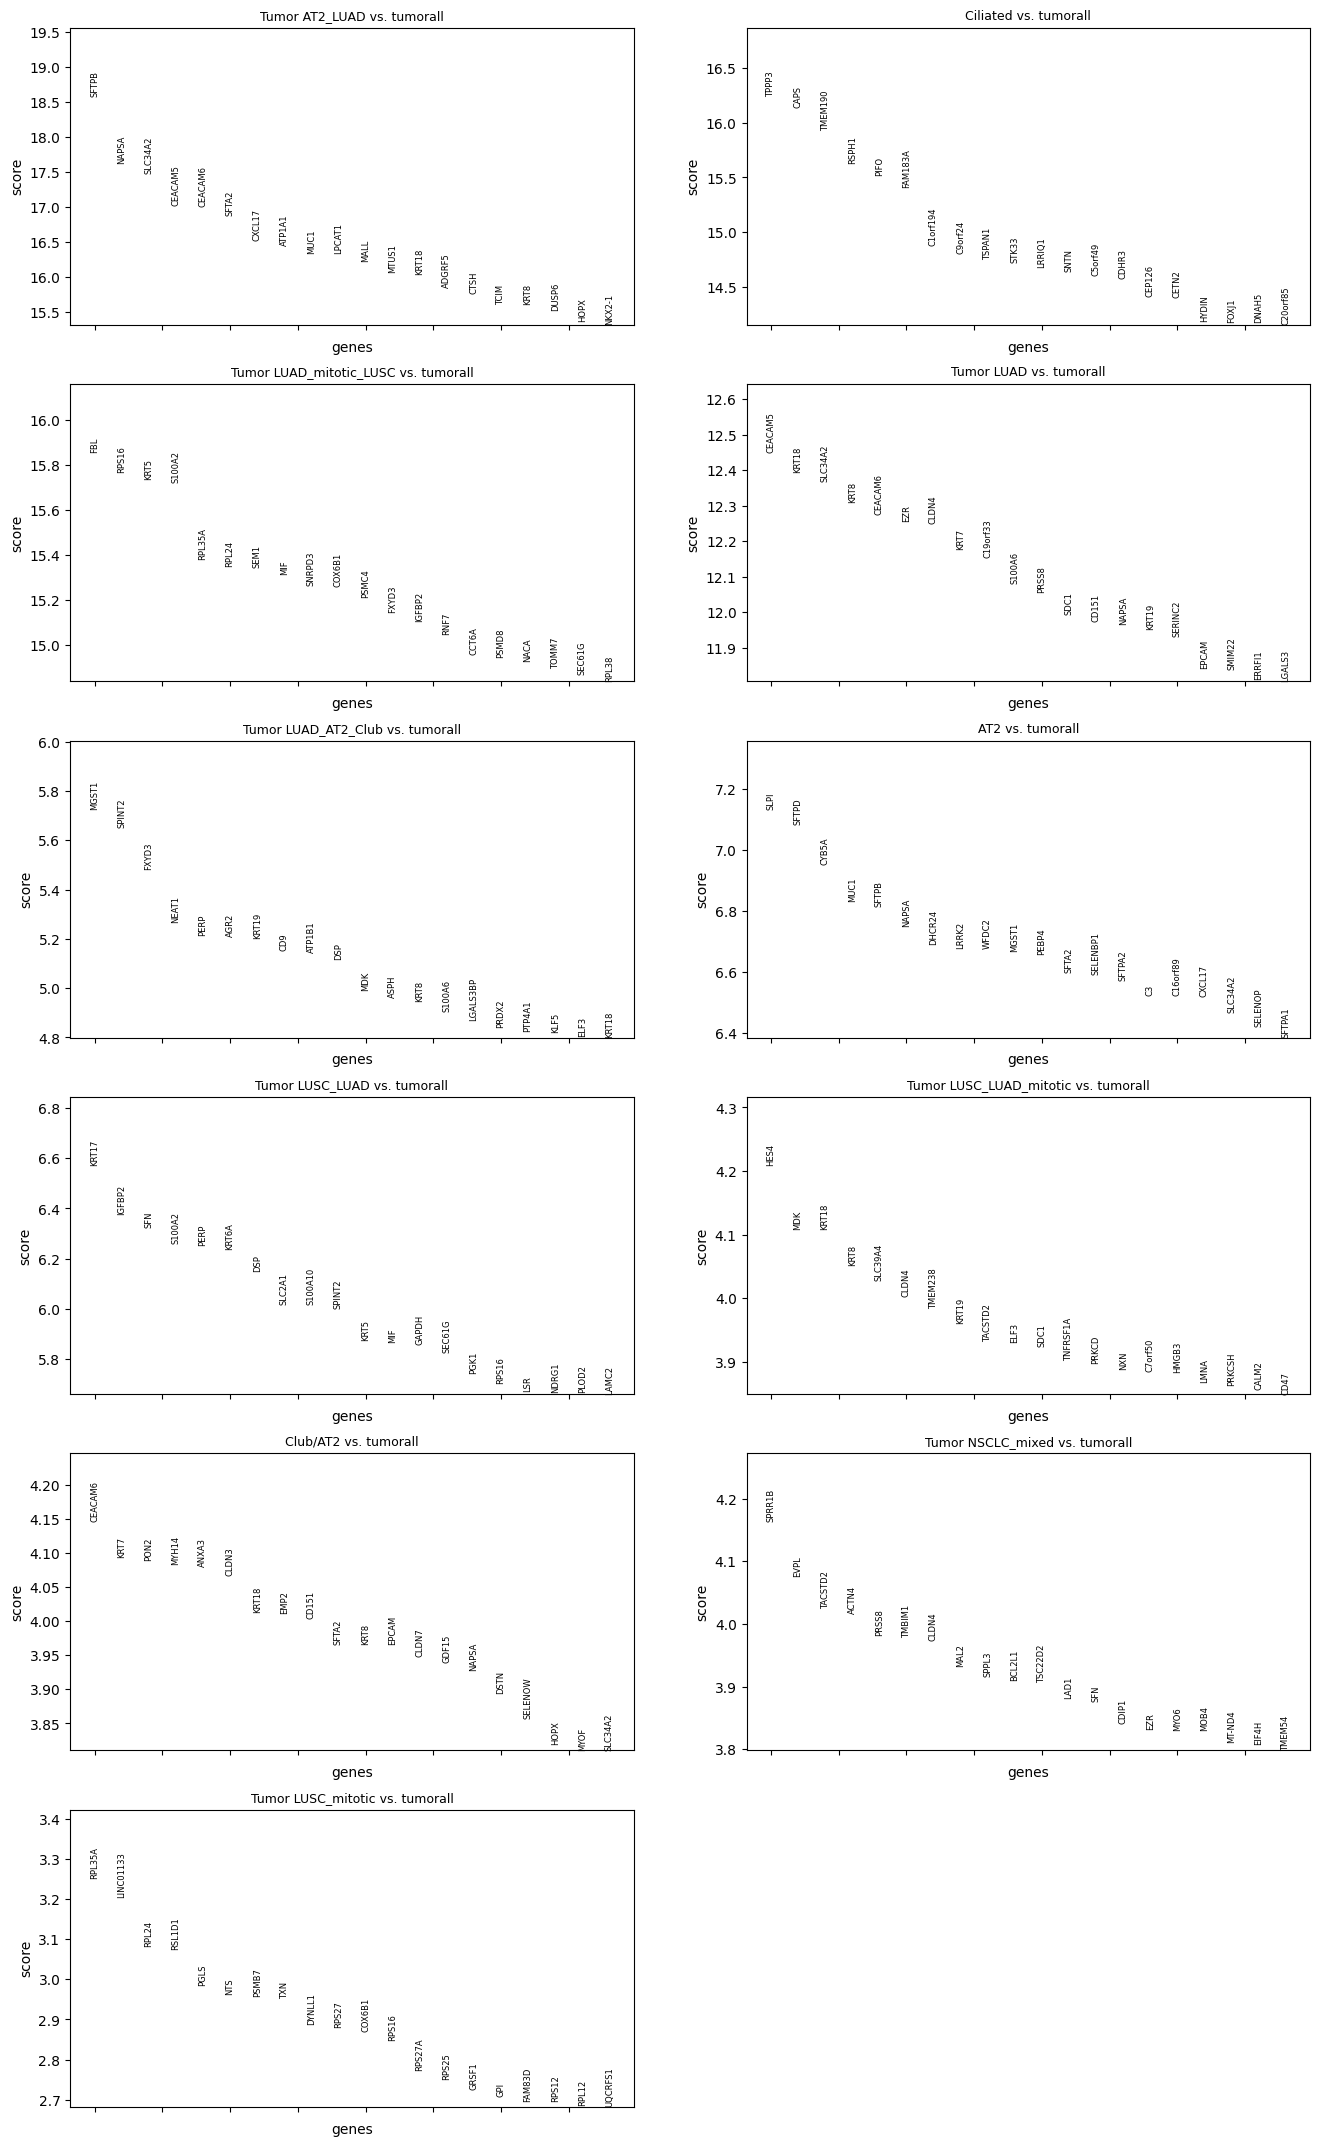 Tumor AT2_LUAD vs. tumorall
score
19.5
19.0
18.5
18.0
17.5
17.0
16.5
16.0
15.5
SFTPB
NAPSA
SLC34A2
CEACAM5
CEACAM6
SFTA2
CXCL17
ATP1A1
MUC1
LPCAT1
MALL
MTUS1
KRT18
ADGRF5
CTSH
TCIM
KRT8
DUSP6
HOPX
NKX2-1
genes
Ciliated vs. tumorall
score
16.5
16.0
15.5
15.0
14.5
TPPP3
CAPS
TMEM190
RSPH1
PIFO
FAM183A
C1orf194
C9orf24
TSPAN1
STK33
LRRIQ1
SNTN
C5orf49
CDHR3
CEP126
CETN2
HYDIN
FOXJ1
DNAH5
C20orf85
genes
Tumor LUAD_mitotic_LUSC vs. tumorall
score
16.0
15.8
15.6
15.4
15.2
15.0
FBL
RPS16
KRT5
S100A2
RPL35A
RPL24
SEM1
MIF
SNRPD3
COX6B1
PSMC4
FXYD3
IGFBP2
RNF7
CCT6A
PSMD8
NACA
TOMM7
SEC61G
RPL38
genes
Tumor LUAD vs. tumorall
score
12.6
12.5
12.4
12.3
12.2
12.1
12.0
11.9
CEACAM5
KRT18
SLC34A2
KRT8
CEACAM6
EZR
CLDN4
KRT7
C19orf33
S100A6
PRSS8
SDC1
CD151
NAPSA
KRT19
SERINC2
EPCAM
SMIM22
ERRFI1
LGALS3
genes
Tumor LUAD_AT2_Club vs. tumorall
score
6.0
5.8
5.6
5.4
5.2
5.0
4.8
MGST1
SPINT2
FXYD3
NEAT1
PERP
AGR2
KRT19
CD9
ATP1B1
DSP
MDK
ASPH
KRT8
S100A6
LGALS3BP
PRDX2
PTP4A1
KLF5
ELF3
KRT18
genes
AT2 vs. tumorall
score
7.2
7.0
6.8
6.6
6.4
SLPI
SFTPD
CYB5A
MUC1
SFTPB
NAPSA
DHCR24
LRRK2
WFDC2
MGST1
PEBP4
SFTA2
SELENBP1
SFTPA2
C3
C16orf89
CXCL17
SLC34A2
SELENOP
SFTPA1
genes
Tumor LUSC_LUAD vs. tumorall
score
6.8
6.6
6.4
6.2
6.0
5.8
KRT17
IGFBP2
SFN
S100A2
PERP
KRT6A
DSP
SLC2A1
S100A10
SPINT2
KRT5
MIF
GAPDH
SEC61G
PGK1
RPS16
LSR
NDRG1
PLOD2
LAMC2
genes
Tumor LUSC_LUAD_mitotic vs. tumorall
score
4.3
4.2
4.1
4.0
3.9
HES4
MDK
KRT18
KRT8
SLC39A4
CLDN4
TMEM238
KRT19
TACSTD2
ELF3
SDC1
TNFRSF1A
PRKCD
NXN
C7orf50
HMGB3
LMNA
PRKCSH
CALM2
CD47
genes
Club/AT2 vs. tumorall
score
4.20
4.15
4.10
4.05
4.00
3.95
3.90
3.85
CEACAM6
KRT7
PON2
MYH14
ANXA3
CLDN3
KRT18
EMP2
CD151
SFTA2
KRT8
EPCAM
CLDN7
GDF15
NAPSA
DSTN
SELENOW
HOPX
MYOF
SLC34A2
genes
Tumor NSCLC_mixed vs. tumorall
score
4.2
4.1
4.0
3.9
3.8
SPRR1B
EVPL
TACSTD2
ACTN4
PRSS8
TMBIM1
CLDN4
MAL2
SPPL3
BCL2L1
TSC22D2
LAD1
SFN
CDIP1
EZR
MYO6
MOB4
MT-ND4
EIF4H
TMEM54
genes
Tumor LUSC_mitotic vs. tumorall
score
3.4
3.3
3.2
3.1
3.0
2.9
2.8
2.7
RPL35A
LINC01133
RPL24
RSL1D1
PGLS
NTS
PSMB7
TXN
DYNLL1
RPS27
COX6B1
RPS16
RPS27A
RPS25
GRSF1
GPI
FAM83D
RPS12
RPL12
UQCRFS1
genes